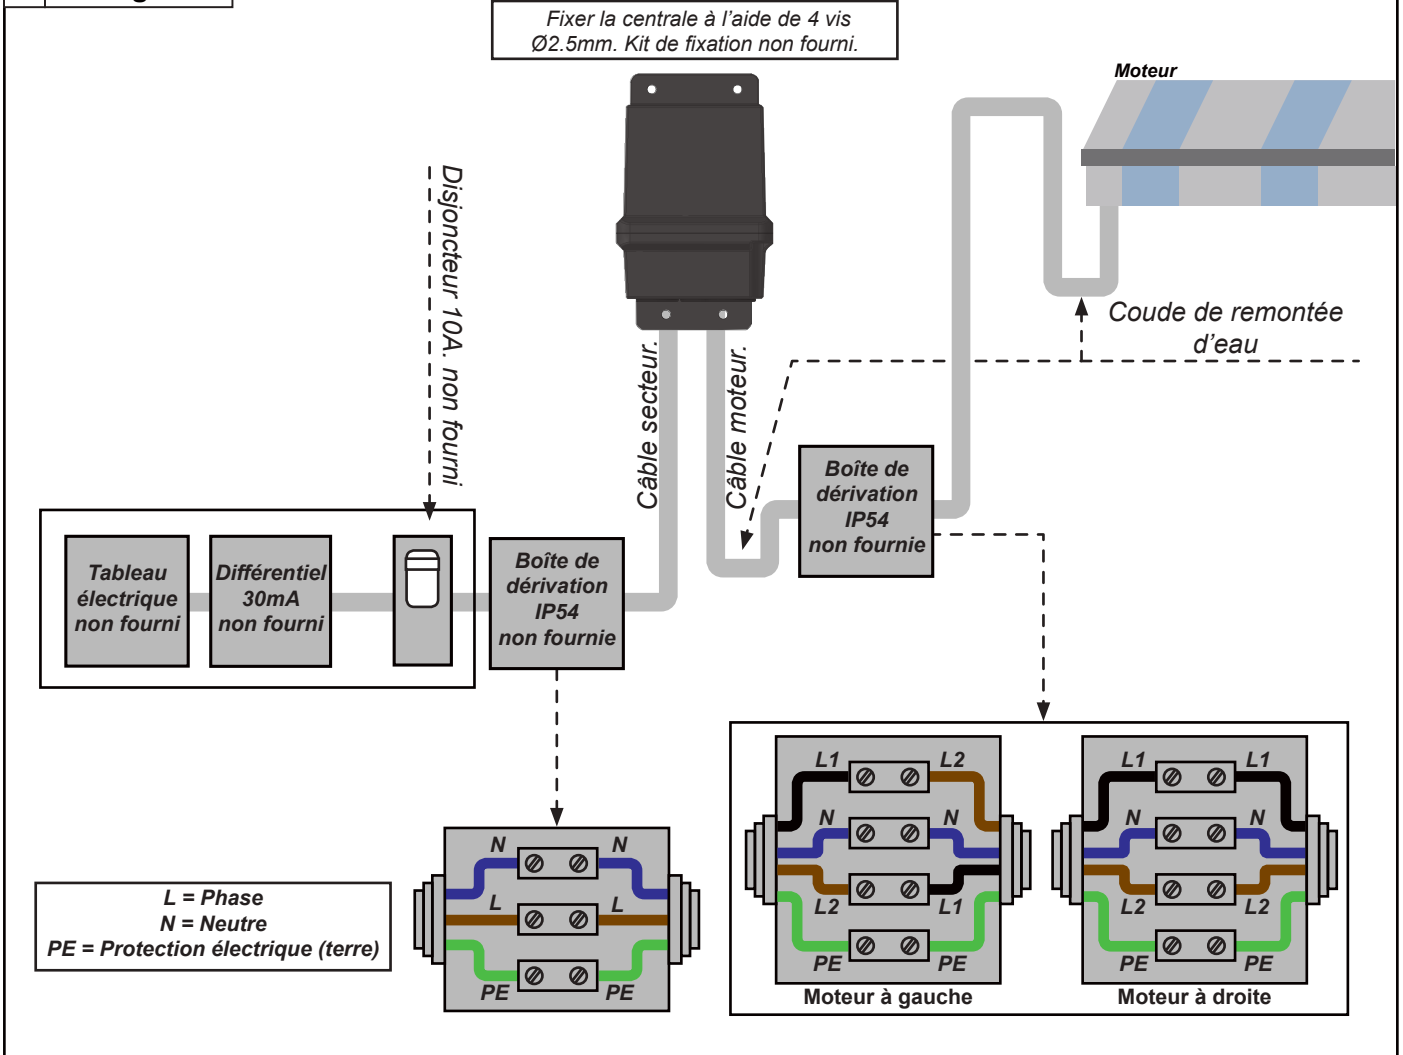 Fixer la centrale à l’aide de 4 vis
Ø2.5mm. Kit de fixation non fourni.
Moteur
Disjoncteur 10A. non fourni
Câble secteur.
Câble moteur.
Coude de remontée
d’eau
Tableau
électrique
non fourni
Différentiel
30mA
non fourni
Boîte de
dérivation
IP54
non fournie
Boîte de
dérivation
IP54
non fournie
L = Phase
N = Neutre
PE = Protection électrique (terre)
N N
L L
PE PE
L1 L2
N N
L2 L1
PE PE
Moteur à gauche
L1 L1
N N
L2 L2
PE PE
Moteur à droite